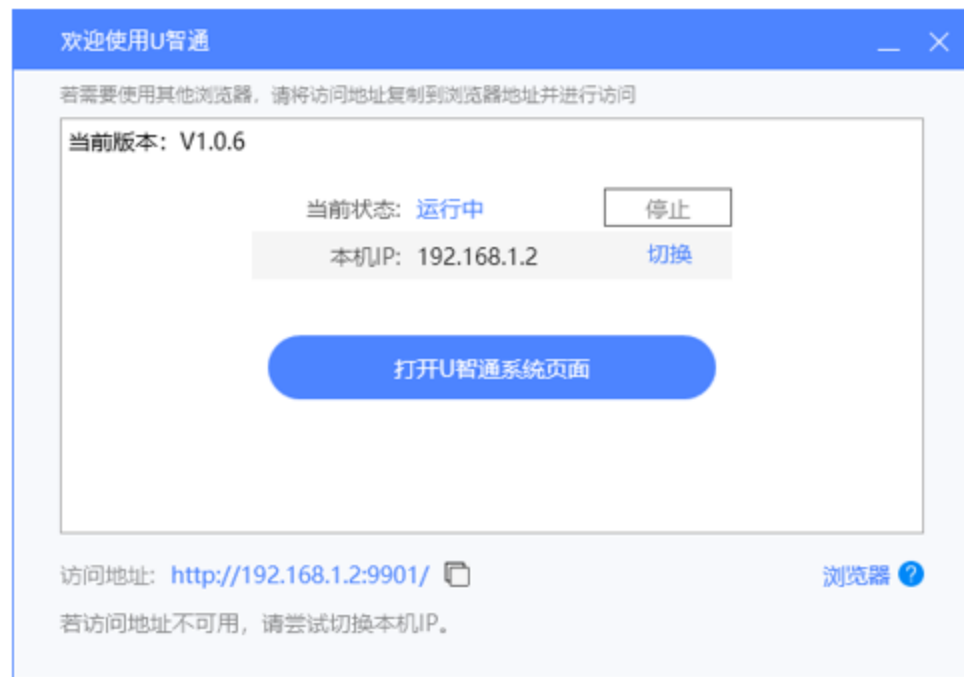 欢迎使用U智通
若需要使用其他浏览器，请将访问地址复制到浏览器地址并进行访问
当前版本：V1.0.6
当前状态: 运行中 停止
本机IP: 192.168.1.2 切换
打开U智通系统页面
访问地址: http://192.168.1.2:9901/ 浏览器 ?
若访问地址不可用，请尝试切换本机IP。